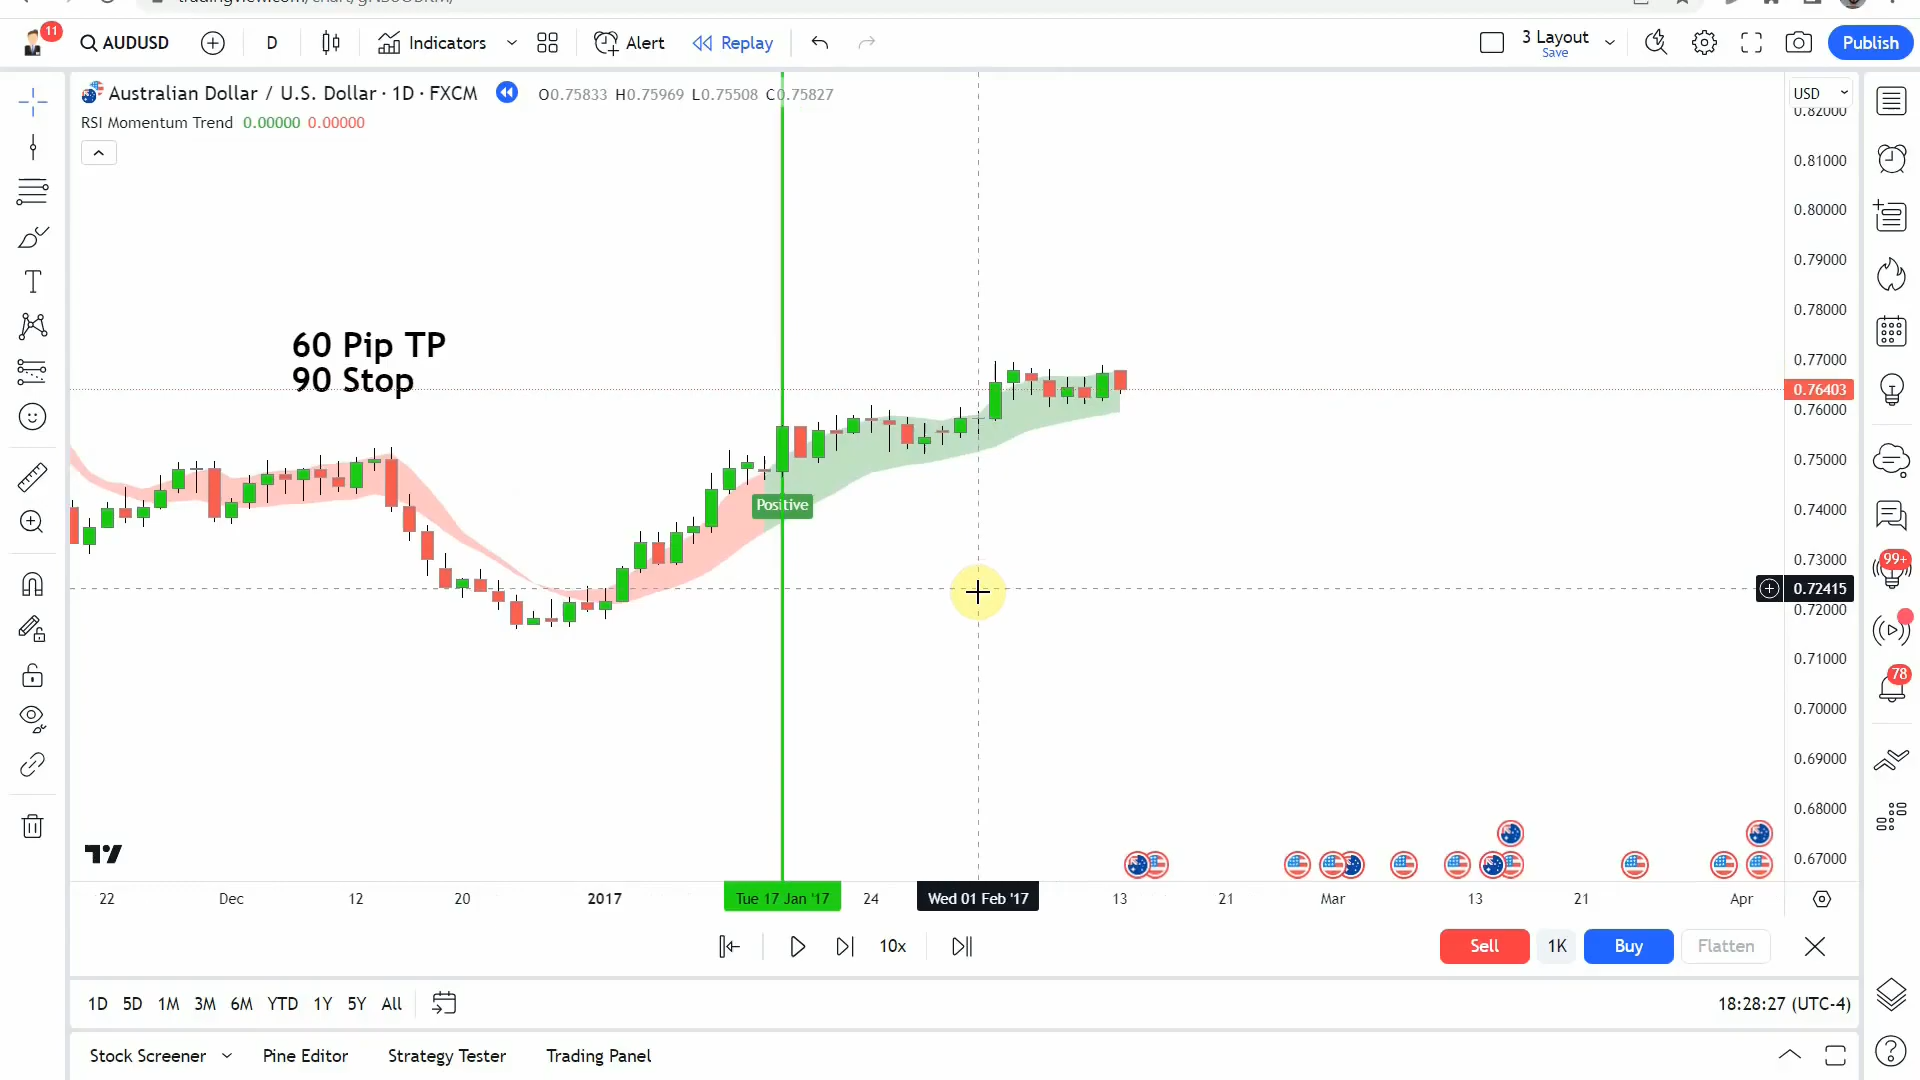 11
AUDUSD
D
Indicators
Alert
Replay
3 Layout
Save
Publish
Australian Dollar / U.S. Dollar · 1D · FXCM
O0.75833 H0.75969 L0.75508 C0.75827
USD
RSI Momentum Trend 0.00000 0.00000
0.82000
0.81000
0.80000
0.79000
0.78000
0.77000
0.76403
0.76000
0.75000
0.74000
0.73000
0.72415
0.72000
0.71000
0.70000
0.69000
0.68000
0.67000
60 Pip TP
90 Stop
Positive
99+
78
22 Dec 12 20 2017 Tue 17 Jan '17 24 Wed 01 Feb '17 13 21 Mar 13 21 Apr
10x
Sell 1K Buy Flatten
1D 5D 1M 3M 6M YTD 1Y 5Y All
18:28:27 (UTC-4)
Stock Screener Pine Editor Strategy Tester Trading Panel